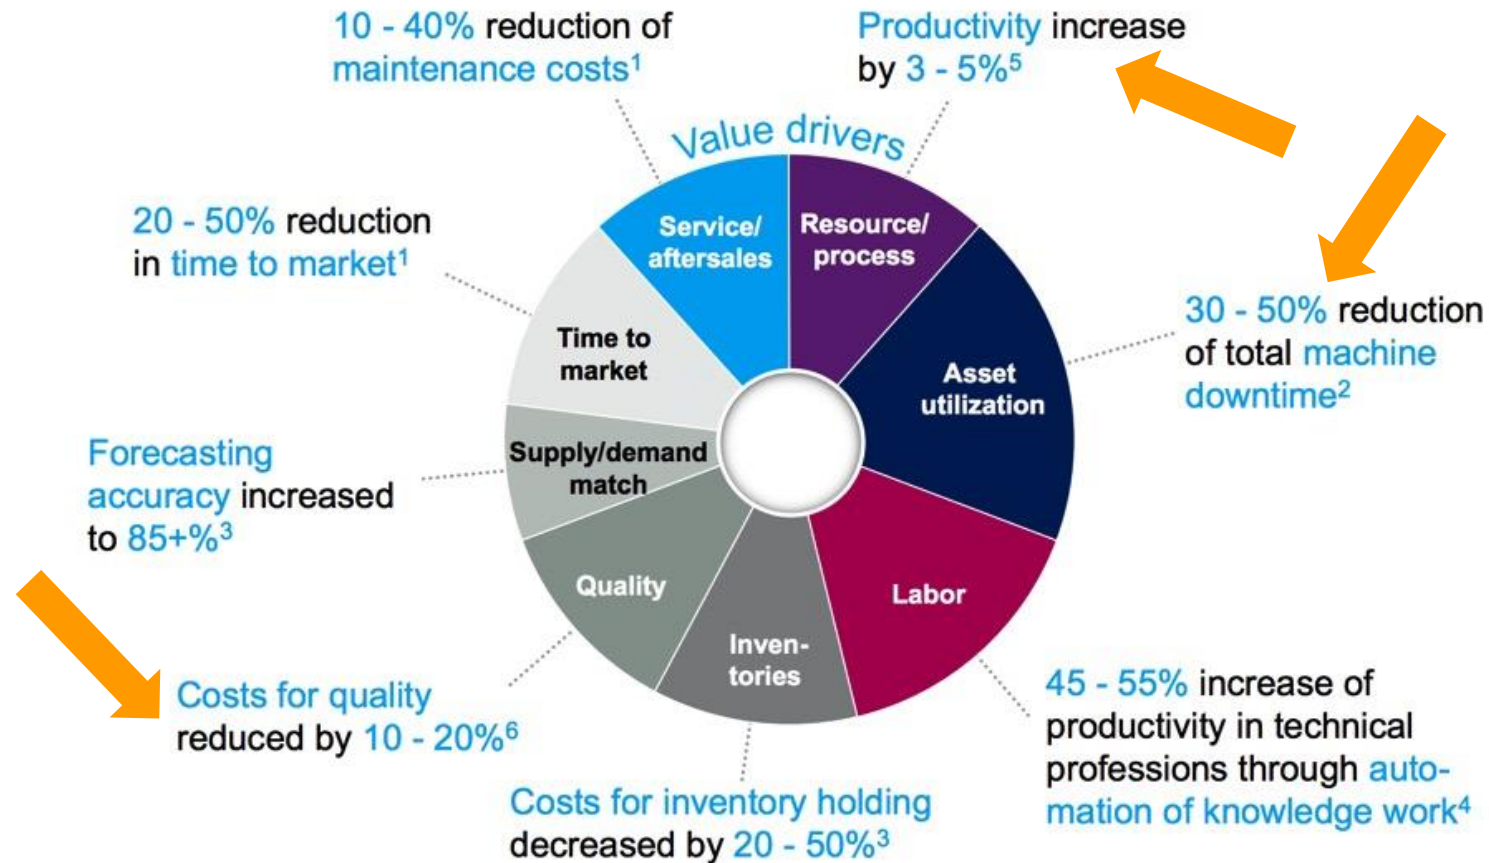 10 - 40% reduction of
maintenance costs¹
Productivity increase
by 3 - 5%⁵
Value drivers
20 - 50% reduction
in time to market¹
Service/
aftersales
Resource/
process
30 - 50% reduction
of total machine
downtime²
Time to
market
Asset
utilization
Forecasting
accuracy increased
to 85+%³
Supply/demand
match
Quality
Labor
Inven-
tories
Costs for quality
reduced by 10 - 20%⁶
45 - 55% increase of
productivity in technical
professions through auto-
mation of knowledge work⁴
Costs for inventory holding
decreased by 20 - 50%³